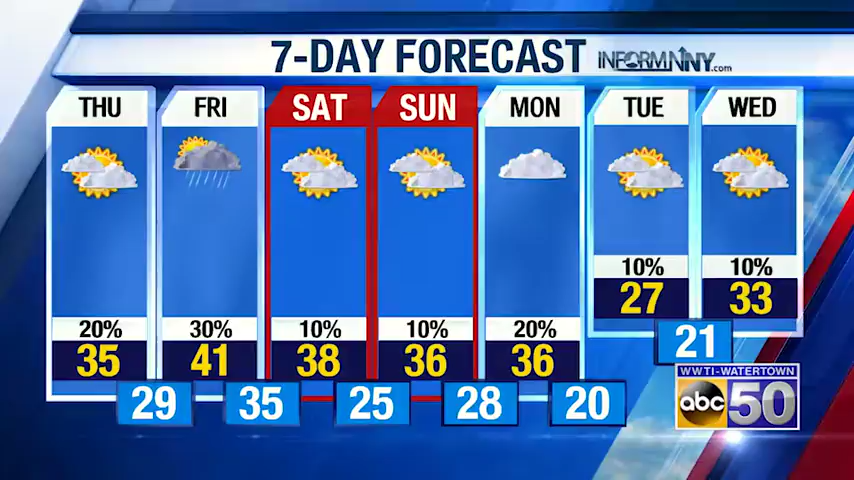 7-DAY FORECAST INFORMNNY.com
THU FRI SAT SUN MON TUE WED
10% 10%
27 33
20% 30% 10% 10% 20%
35 41 38 36 36
21
29 35 25 28 20
WWTI-WATERTOWN
abc 50